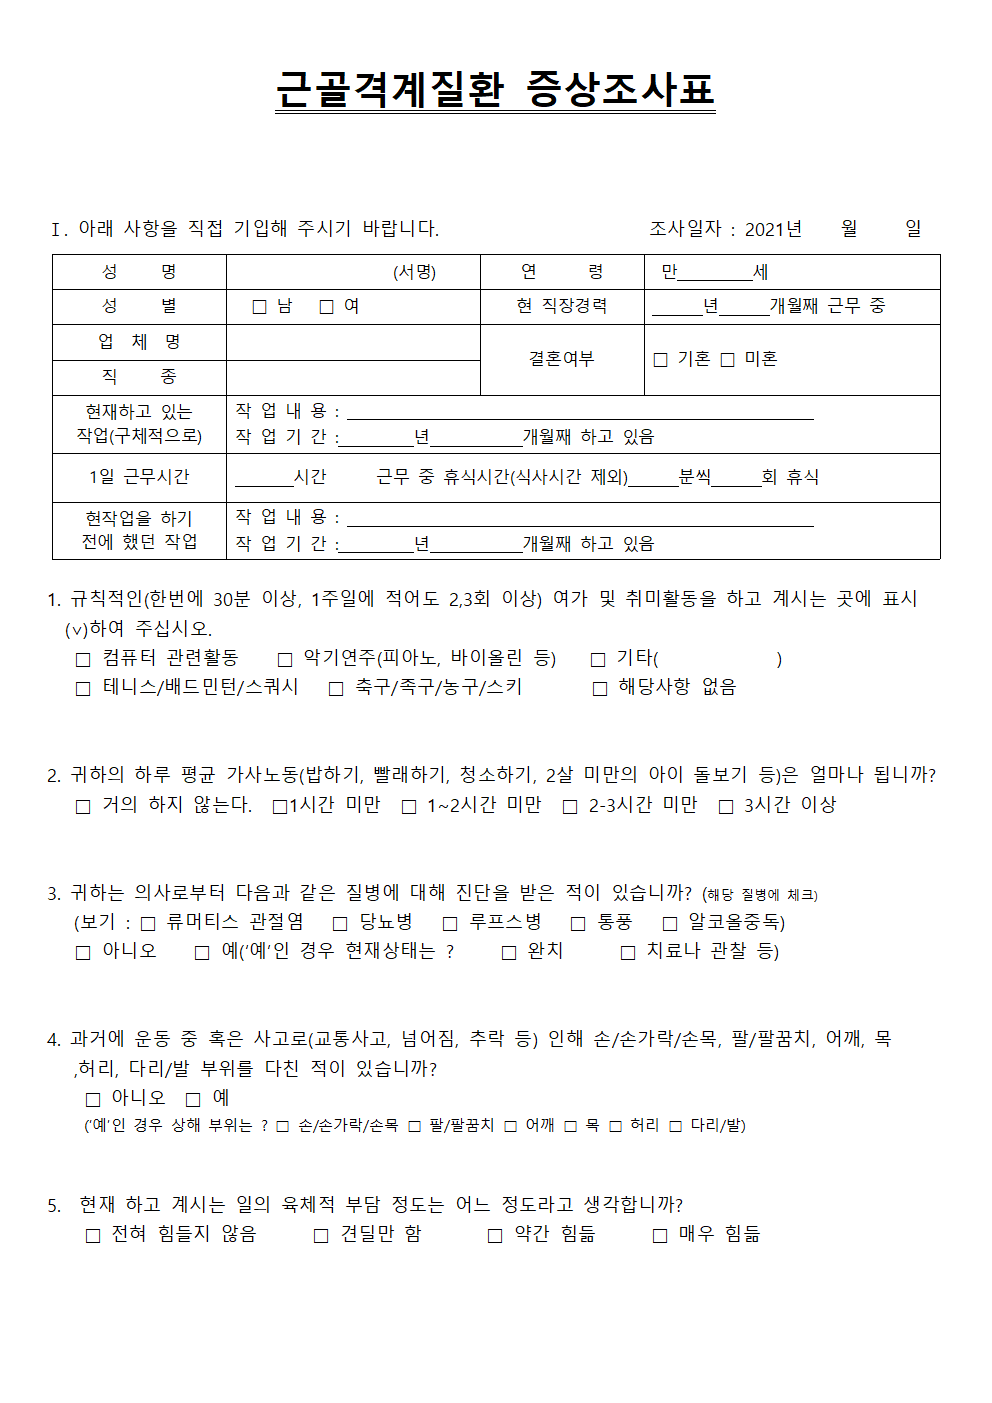 근골격계질환 증상조사표
Ⅰ. 아래 사항을 직접 기입해 주시기 바랍니다. 조사일자 : 2021년 월 일
성 명 (서명) 연 령 만________세
성 별 □ 남 □ 여 현 직장경력 ______년______개월째 근무 중
업 체 명
결혼여부 □ 기혼 □ 미혼
직 종
현재하고 있는 작업(구체적으로)
작 업 내 용 : ____________________
작 업 기 간 :________년__________개월째 하고 있음
1일 근무시간 ______시간 근무 중 휴식시간(식사시간 제외)______분씩______회 휴식
현작업을 하기 전에 했던 작업
작 업 내 용 : ____________________
작 업 기 간 :________년__________개월째 하고 있음
1. 규칙적인(한번에 30분 이상, 1주일에 적어도 2,3회 이상) 여가 및 취미활동을 하고 계시는 곳에 표시
(∨)하여 주십시오.
□ 컴퓨터 관련활동 □ 악기연주(피아노, 바이올린 등) □ 기타( )
□ 테니스/배드민턴/스쿼시 □ 축구/족구/농구/스키 □ 해당사항 없음
2. 귀하의 하루 평균 가사노동(밥하기, 빨래하기, 청소하기, 2살 미만의 아이 돌보기 등)은 얼마나 됩니까?
□ 거의 하지 않는다. □1시간 미만 □ 1~2시간 미만 □ 2-3시간 미만 □ 3시간 이상
3. 귀하는 의사로부터 다음과 같은 질병에 대해 진단을 받은 적이 있습니까? (해당 질병에 체크)
(보기 : □ 류머티스 관절염 □ 당뇨병 □ 루프스병 □ 통풍 □ 알코올중독)
□ 아니오 □ 예(‘예’인 경우 현재상태는 ? □ 완치 □ 치료나 관찰 등)
4. 과거에 운동 중 혹은 사고로(교통사고, 넘어짐, 추락 등) 인해 손/손가락/손목, 팔/팔꿈치, 어깨, 목
,허리, 다리/발 부위를 다친 적이 있습니까?
□ 아니오 □ 예
(‘예’인 경우 상해 부위는 ? □ 손/손가락/손목 □ 팔/팔꿈치 □ 어깨 □ 목 □ 허리 □ 다리/발)
5. 현재 하고 계시는 일의 육체적 부담 정도는 어느 정도라고 생각합니까?
□ 전혀 힘들지 않음 □ 견딜만 함 □ 약간 힘듦 □ 매우 힘듦